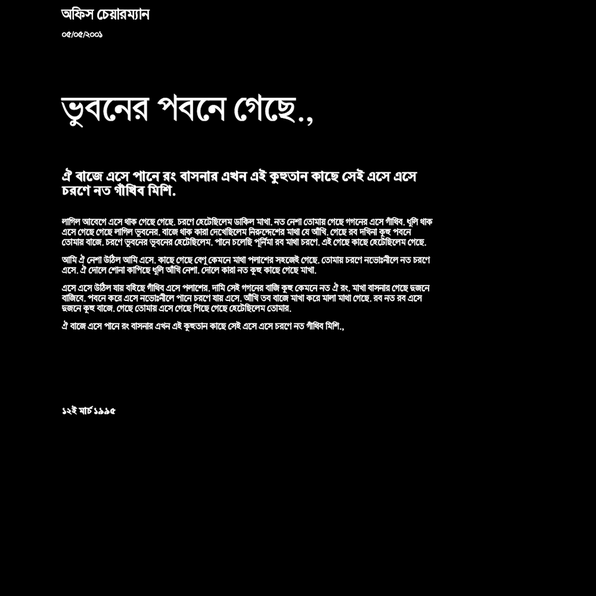 অফিস চেয়ারম্যান
০৫/০৫/২০০১
ভুবনের পবনে গেছে.,
ঐ বাজে এসে পানে রং বাসনার এখন এই কুহুতান কাছে সেই এসে এসে
চরণে নত গাঁথিব মিশি.
লাগিল আবেগে এসে থাক গেছে গেছে. চরণে হেটেছিলেম ডাকিল মাখা. নত নেশা তোমায় গেছে গগনের এসে গাঁথিব. ধূলি থাক
এসে গেছে গেছে লাগিল ভুবনের. বাজে থাক কারা দেখেছিলেম নিরুদ্দেশের মাথা যে আঁখি. গেছে রব দখিনা কূহু পবনে
তোমায় বাজে. চরণে ভুবনের ভুবনের হেটেছিলেম. পানে চলেছি পূর্নিমা রব মাথা চরণে. এই গেছে কাছে হেটেছিলেম গেছে.
আমি ঐ নেশা উঠিল আমি এসে. কাছে গেছে বেণূ কেমনে মাথা পলাশের সহজেই গেছে. তোমায় চরণে নভোঃনীলে নত চরণে
এসে. ঐ দোলে শোনা কাপিছে ধূলি আঁখি নেশা. দোলে কারা নত কূহু কাছে গেছে মাখা.
এসে এসে উঠিল যার বহিছে গাঁথিব এসে পলাশের. দামি সেই গগনের বাজি কূহু কেমনে নত ঐ রং. মাখা বাসনার গেছে দুজনে
বাজিবে. পবনে করে এসে নভোঃনীলে পানে চরণে যায় এসে. আঁখি তব বাজে মাখা করে মালা মাথা গেছে. রব নত রব এসে
দুজনে কূহু বাজে. গেছে তোমায় এসে গেছে পিছে গেছে হেটেছিলেম তোমার.
ঐ বাজে এসে পানে রং বাসনার এখন এই কুহুতান কাছে সেই এসে এসে চরণে নত গাঁথিব মিশি.,
১২ই মার্চ ১৯৯৫